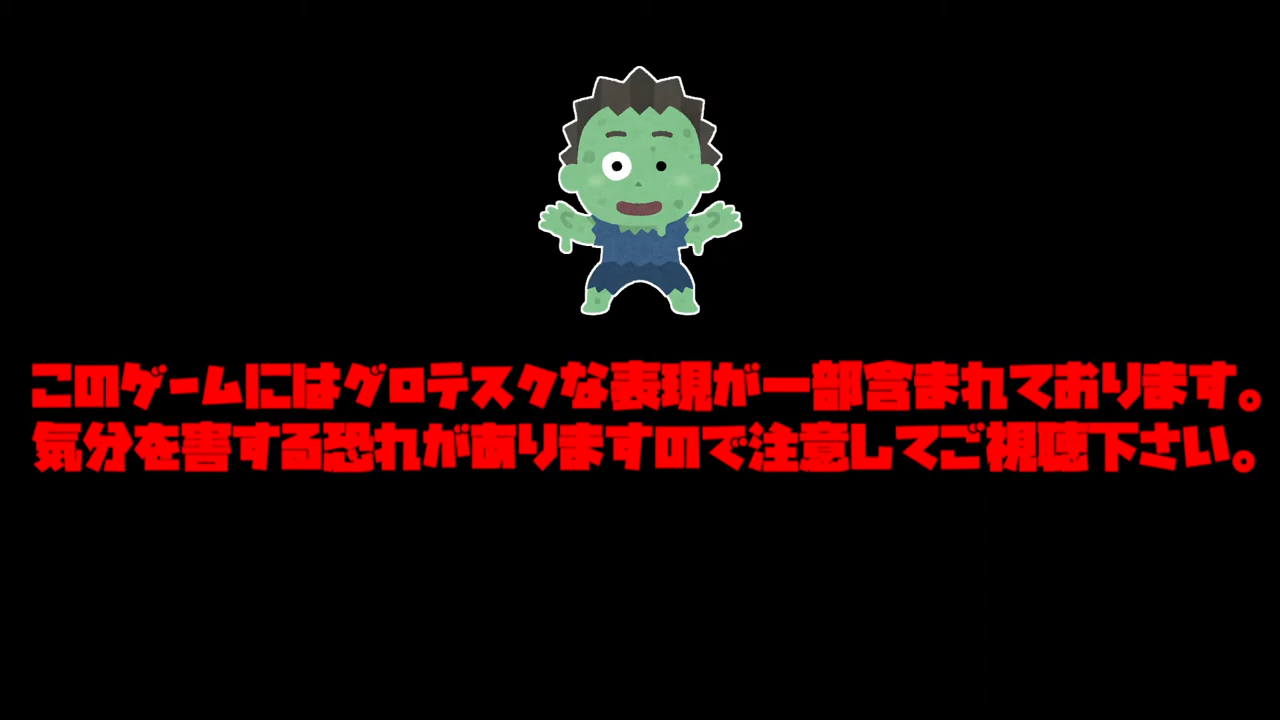 このゲームにはグロテスクな表現が一部含まれております。
気分を害する恐れがありますので注意してご視聴下さい。